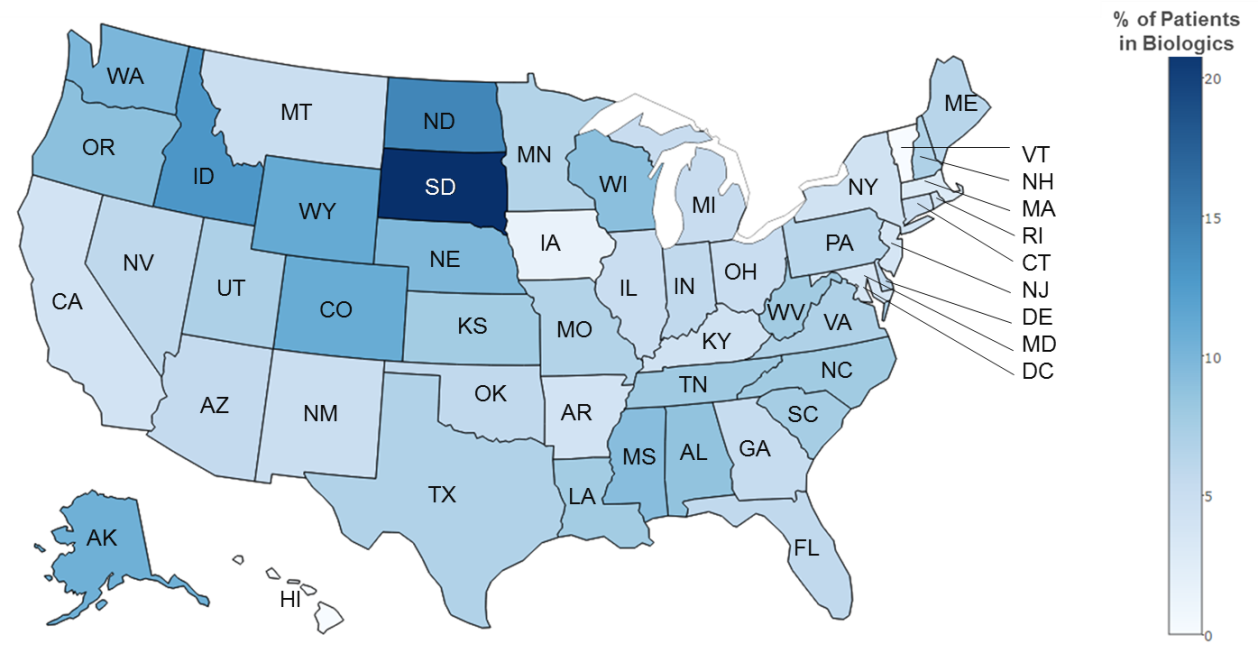 % of Patients
in Biologics
20
15
10
5
0
WA
OR
CA
NV
ID
MT
WY
UT
AZ
CO
NM
ND
SD
NE
KS
OK
TX
MN
IA
MO
AR
LA
WI
IL
MI
IN
OH
KY
TN
MS
AL
GA
FL
SC
NC
VA
WV
PA
NY
ME
VT
NH
MA
RI
CT
NJ
DE
MD
DC
AK
HI